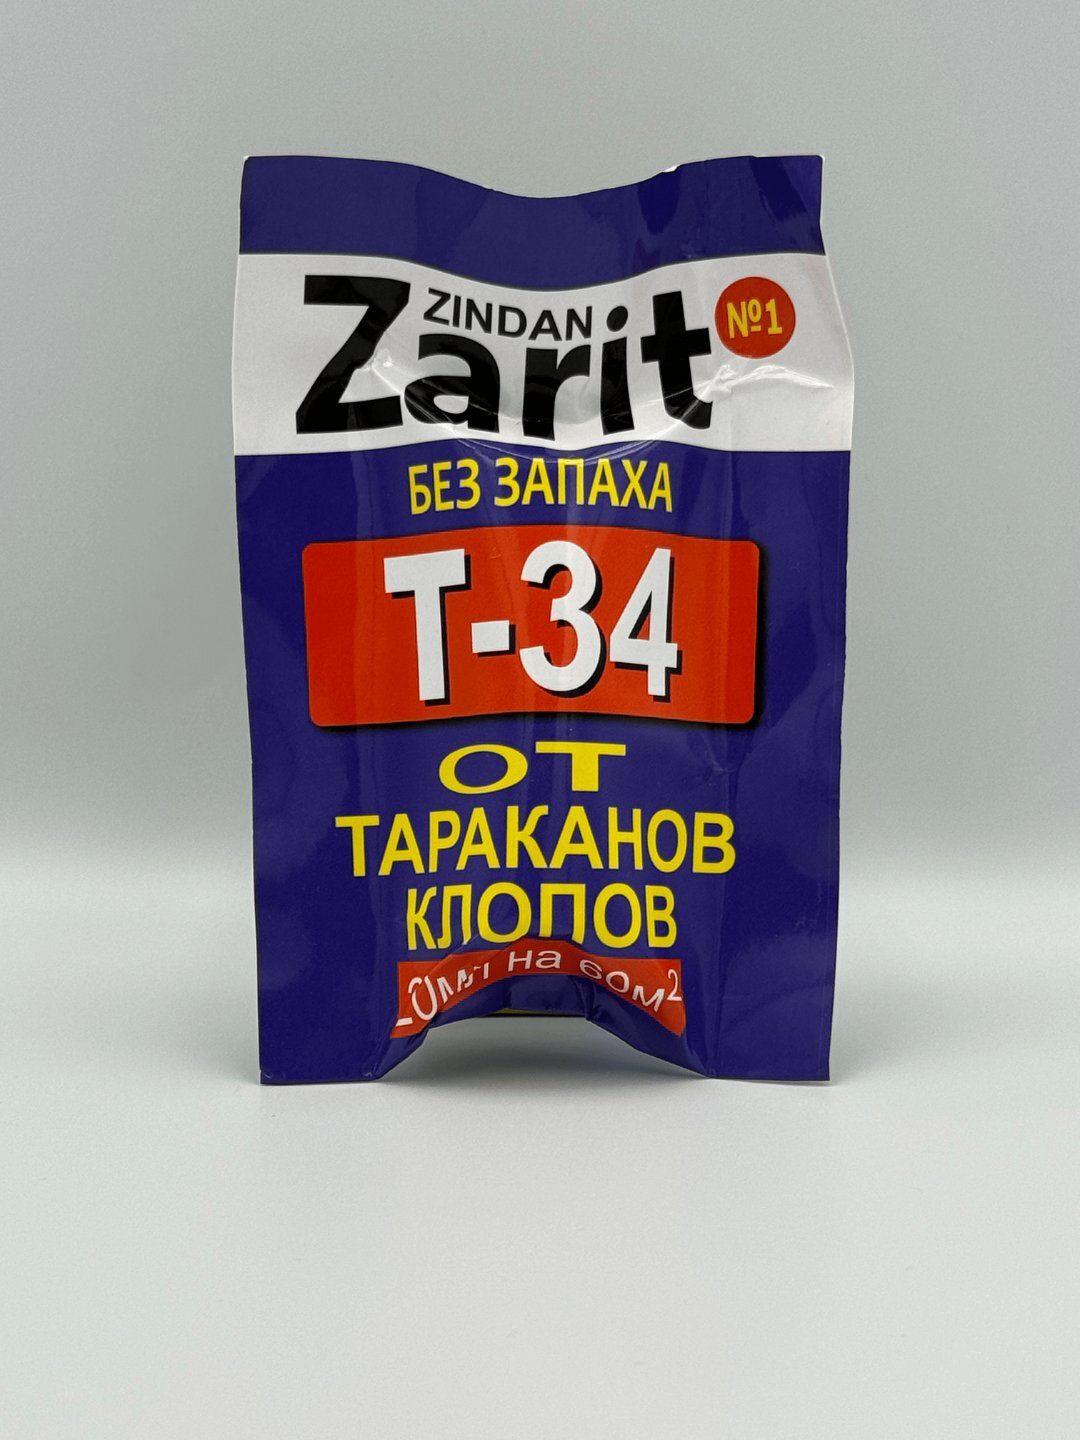 ZINDAN
Zarit №1
БЕЗ ЗАПАХА
Т-34
ОТ
ТАРАКАНОВ
КЛОПОВ
на 60м²